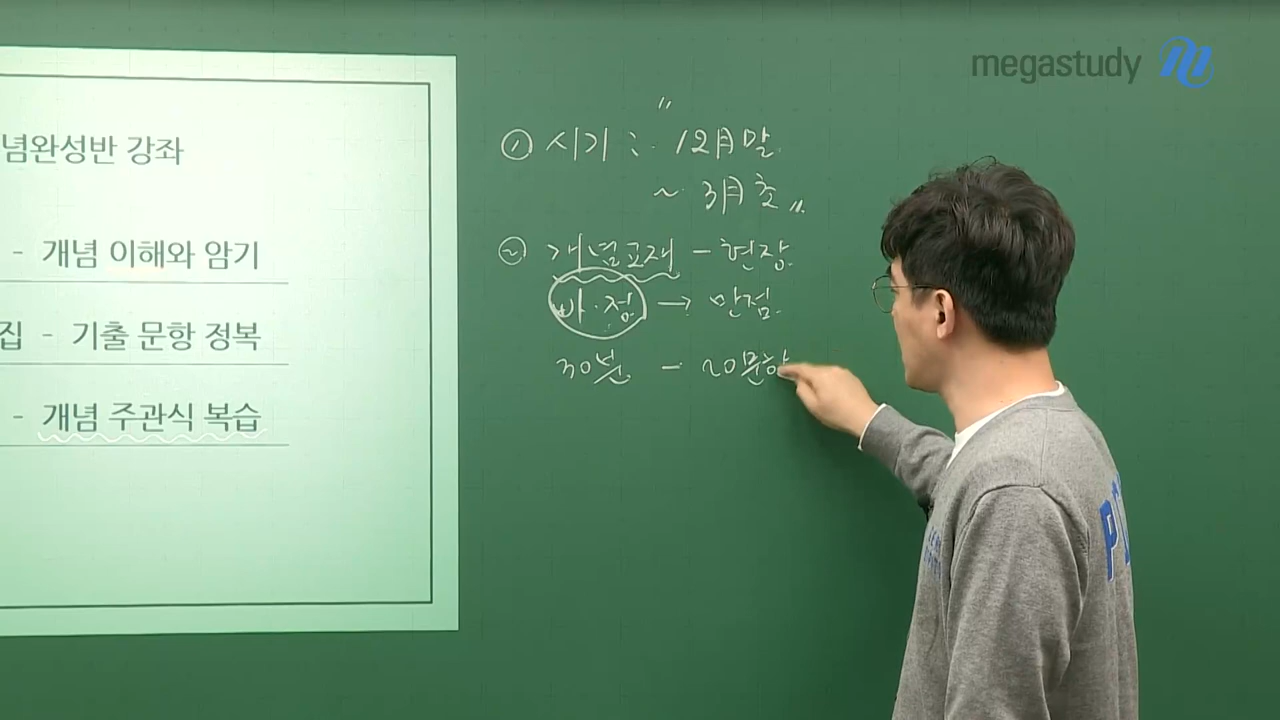 megastudy
념완성반 강좌
- 개념 이해와 암기
집 - 기출 문항 정복
- 개념 주관식 복습
"
① 시기 : 12月말
~ 3月초 "
② 개념교재 - 현장
빠·정 → 만점
30분 - 20문항